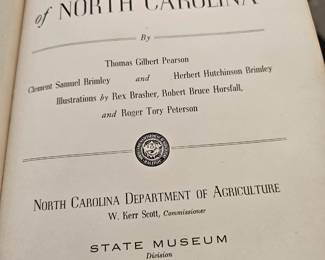 of NORTH CAROLINA
By
Thomas Gilbert Pearson
Clement Samuel Brimley and Herbert Hutchinson Brimley
Illustrations by Rex Brasher, Robert Bruce Horsfall,
and Roger Tory Peterson
NORTH CAROLINA DEPARTMENT OF AGRICULTURE
W. Kerr Scott, Commissioner
STATE MUSEUM
Division